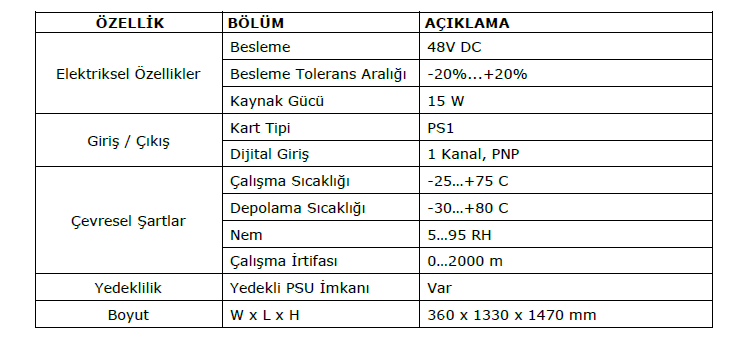 ÖZELLİK BÖLÜM AÇIKLAMA
Elektriksel Özellikler Besleme 48V DC
Besleme Tolerans Aralığı -20%...+20%
Kaynak Gücü 15 W
Giriş / Çıkış Kart Tipi PS1
Dijital Giriş 1 Kanal, PNP
Çevresel Şartlar Çalışma Sıcaklığı -25…+75 C
Depolama Sıcaklığı -30…+80 C
Nem 5…95 RH
Çalışma İrtifası 0…2000 m
Yedeklilik Yedekli PSU İmkanı Var
Boyut W x L x H 360 x 1330 x 1470 mm